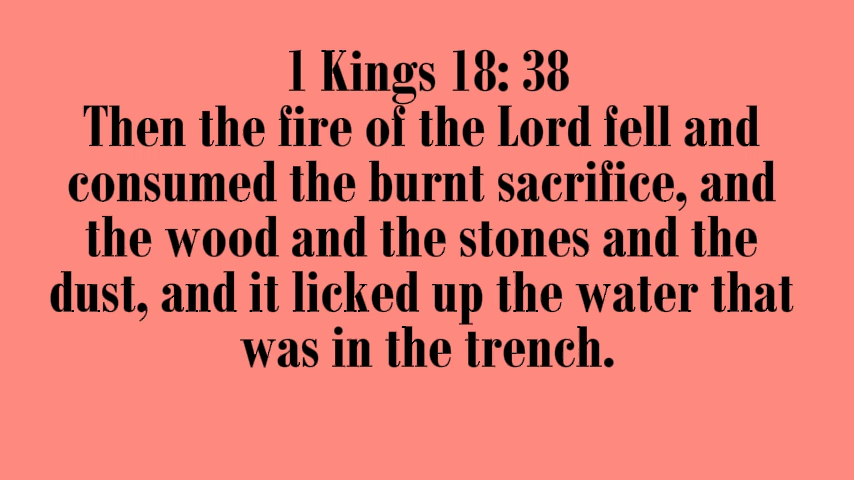 1 Kings 18: 38
Then the fire of the Lord fell and
consumed the burnt sacrifice, and
the wood and the stones and the
dust, and it licked up the water that
was in the trench.